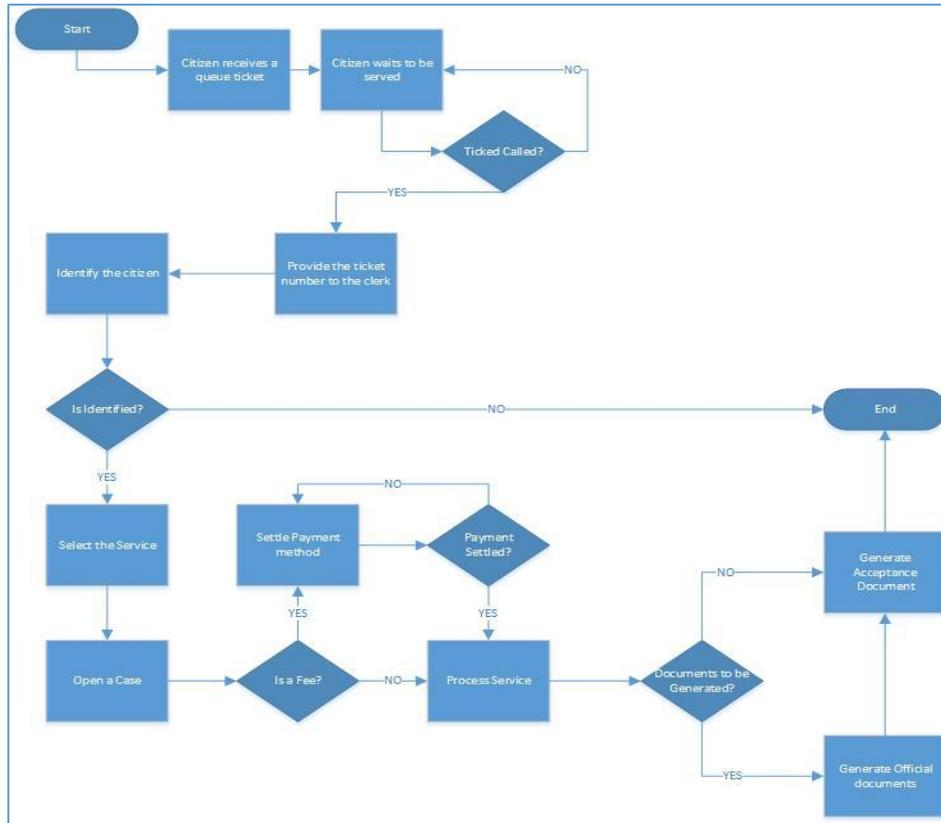 Start
Citizen receives a
queue ticket
Citizen waits to be
served
NO
Ticked Called?
YES
Identify the citizen
Provide the ticket
number to the clerk
Is Identified?
NO
End
YES
NO
Select the Service
Settle Payment
method
Payment
Settled?
Generate
Acceptance
Document
NO
YES
YES
Open a Case
Is a Fee?
NO
Process Service
Documents to be
Generated?
YES
Generate Official
documents